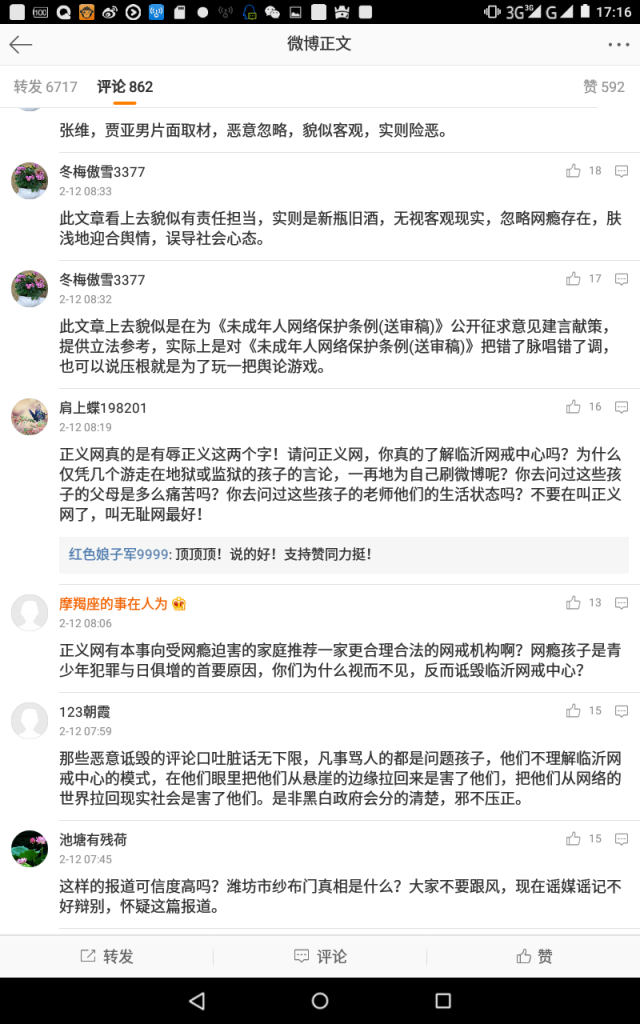 3G
3G
G
17:16
微博正文
转发 6717
评论 862
赞 592
张维，贾亚男片面取材，恶意忽略，貌似客观，实则险恶。
冬梅傲雪3377
18
2-12 08:33
此文章看上去貌似有责任担当，实则是新瓶旧酒，无视客观现实，忽略网瘾存在，肤
浅地迎合舆情，误导社会心态。
冬梅傲雪3377
17
2-12 08:32
此文章上去貌似是在为《未成年人网络保护条例(送审稿)》公开征求意见建言献策，
提供立法参考，实际上是对《未成年人网络保护条例(送审稿)》把错了脉唱错了调，
也可以说压根就是为了玩一把舆论游戏。
肩上蝶198201
16
2-12 08:19
正义网真的是有辱正义这两个字！请问正义网，你真的了解临沂网戒中心吗？为什么
仅凭几个游走在地狱或监狱的孩子的言论，一再地为自己刷微博呢？你去问过这些孩
子的父母是多么痛苦吗？你去问过这些孩子的老师他们的生活状态吗？不要在叫正义
网了，叫无耻网最好！
红色娘子军9999: 顶顶顶！说的好！支持赞同力挺！
摩羯座的事在人为
13
2-12 08:06
正义网有本事向受网瘾迫害的家庭推荐一家更合理合法的网戒机构啊？网瘾孩子是青
少年犯罪与日俱增的首要原因，你们为什么视而不见，反而诋毁临沂网戒中心？
123朝霞
15
2-12 07:59
那些恶意诋毁的评论口吐脏话无下限，凡事骂人的都是问题孩子，他们不理解临沂网
戒中心的模式，在他们眼里把他们从悬崖的边缘拉回来是害了他们，把他们从网络的
世界拉回现实社会是害了他们。是非黑白政府会分的清楚，邪不压正。
池塘有残荷
15
2-12 07:45
这样的报道可信度高吗？潍坊市纱布门真相是什么？大家不要跟风，现在谣媒谣记不
好辩别，怀疑这篇报道。
转发
评论
赞